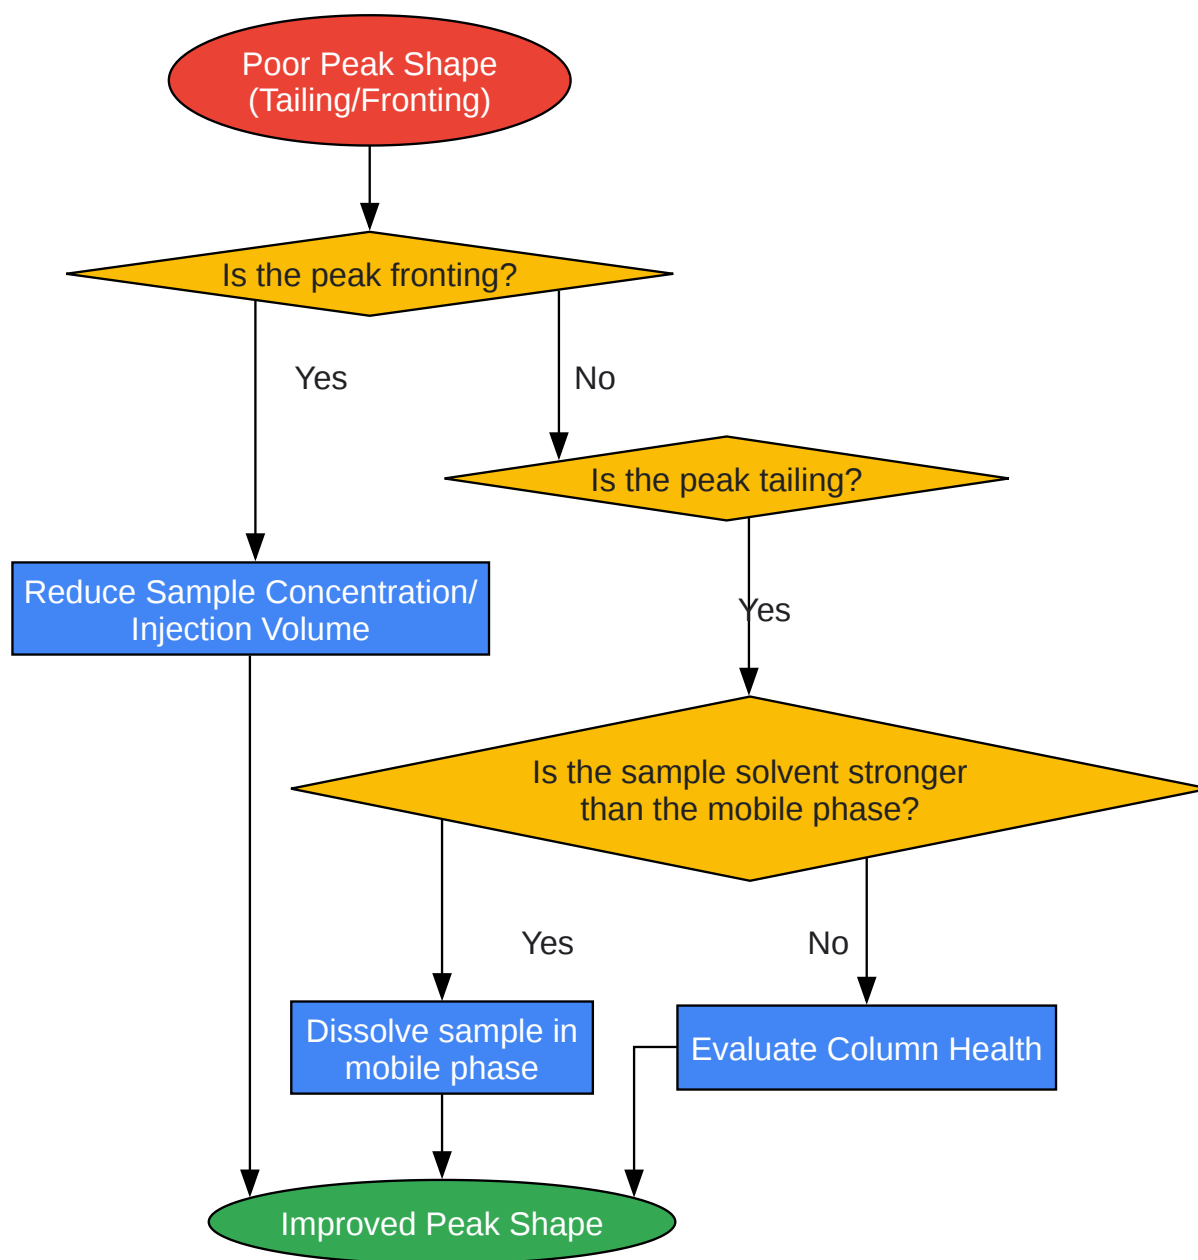 Poor Peak Shape
(Tailing/Fronting)
Is the peak fronting?
Yes
No
Is the peak tailing?
Reduce Sample Concentration/
Injection Volume
Yes
Is the sample solvent stronger
than the mobile phase?
Yes
No
Dissolve sample in
mobile phase
Evaluate Column Health
Improved Peak Shape